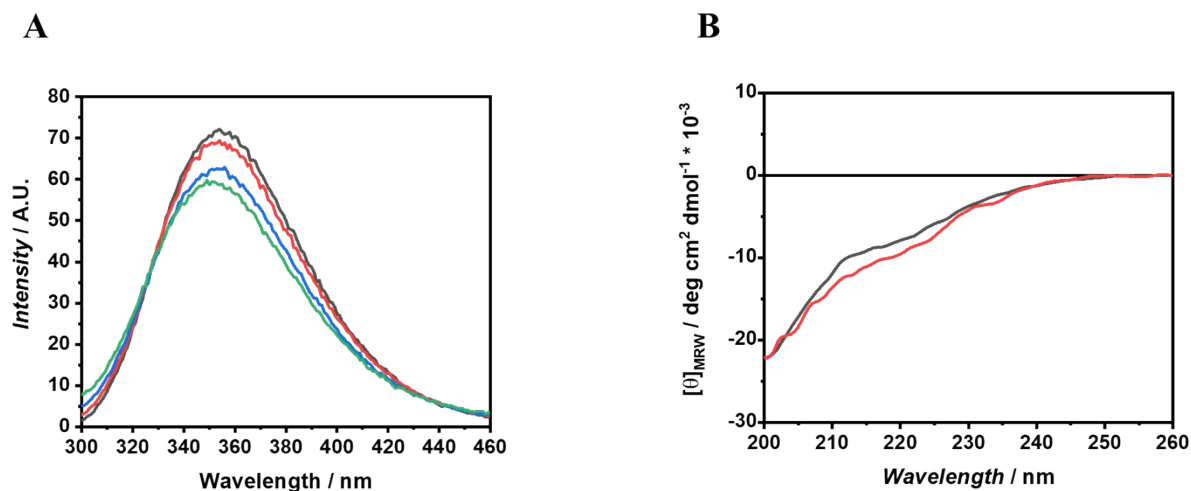 A
80
70
60
50
40
30
20
10
0
300 320 340 360 380 400 420 440 460
Intensity / A.U.
Wavelength / nm
B
10
0
-10
-20
-30
200 210 220 230 240 250 260
[θ]MRW / deg cm² dmol⁻¹ * 10⁻³
Wavelength / nm